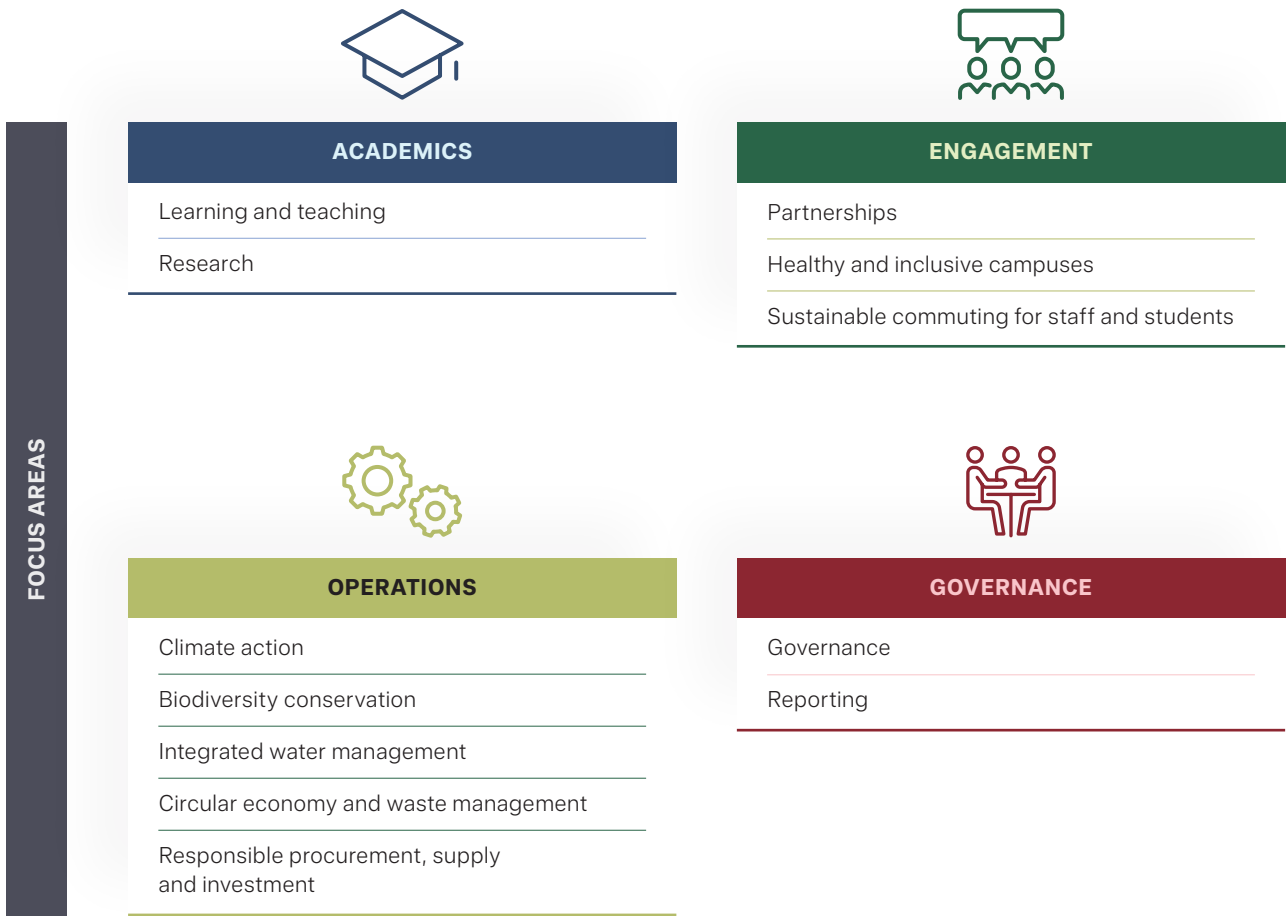 FOCUS AREAS
ACADEMICS
Learning and teaching
Research
ENGAGEMENT
Partnerships
Healthy and inclusive campuses
Sustainable commuting for staff and students
OPERATIONS
Climate action
Biodiversity conservation
Integrated water management
Circular economy and waste management
Responsible procurement, supply
and investment
GOVERNANCE
Governance
Reporting